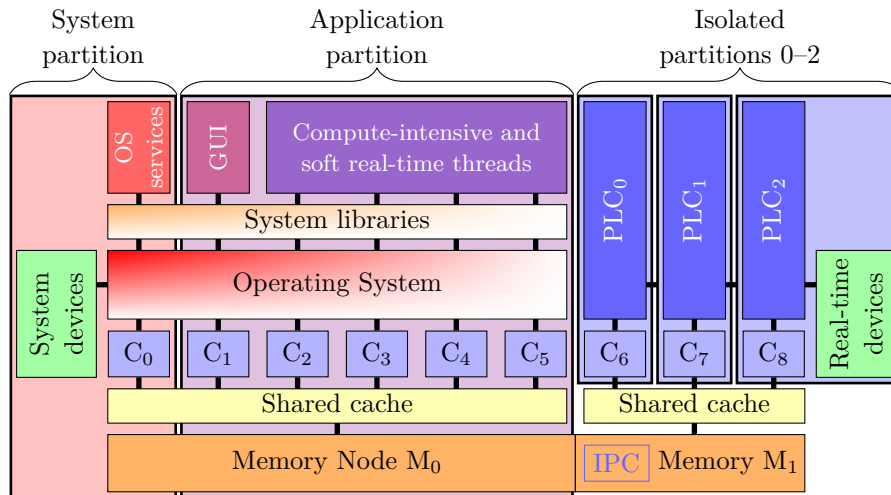 System
partition
Application
partition
Isolated
partitions 0–2
OS
services
GUI
Compute-intensive and
soft real-time threads
PLC₀
PLC₁
PLC₂
System libraries
System
devices
Operating System
Real-time
devices
C₀
C₁
C₂
C₃
C₄
C₅
C₆
C₇
C₈
Shared cache
Shared cache
Memory Node M₀
IPC
Memory M₁